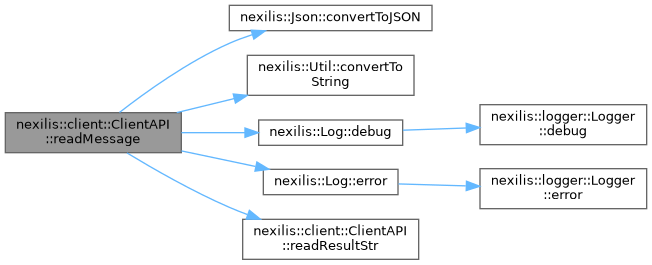 nexilis::Json::convertToJSON
nexilis::Util::convertTo
String
nexilis::client::ClientAPI
::readMessage
nexilis::Log::debug
nexilis::logger::Logger
::debug
nexilis::Log::error
nexilis::logger::Logger
::error
nexilis::client::ClientAPI
::readResultStr